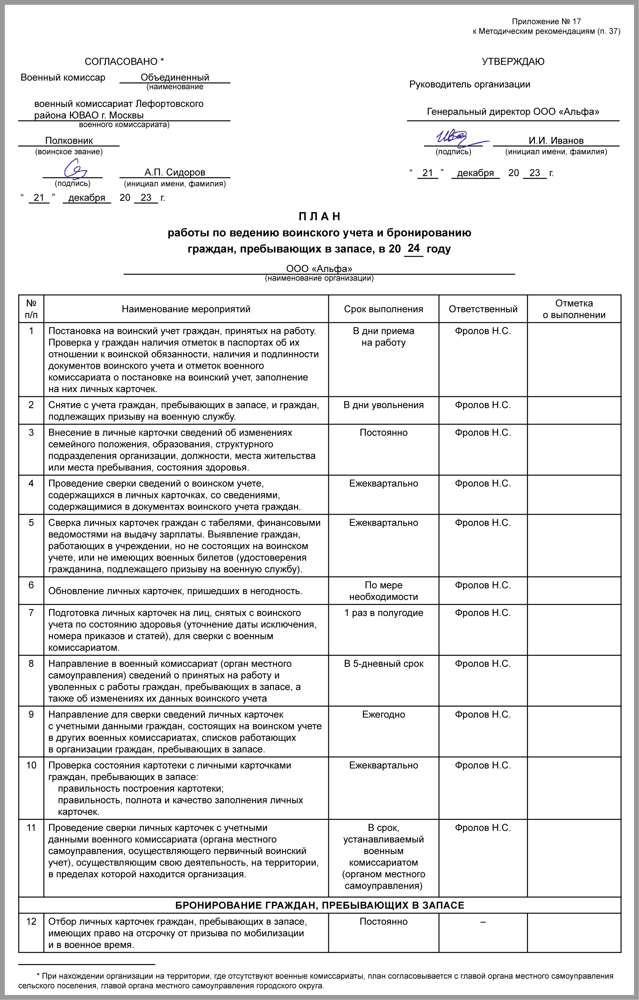 Приложение № 17
к Методическим рекомендациям (п. 37)
СОГЛАСОВАНО *
Военный комиссар Объединенный
(наименование
военный комиссариат Лефортовского
района ЮВАО г. Москвы
военного комиссариата)
Полковник
(воинское звание)
А.П. Сидоров
(подпись) (инициал имени, фамилия)
“ 21 ” декабря 20 23 г.
УТВЕРЖДАЮ
Руководитель организации
Генеральный директор ООО «Альфа»
И.И. Иванов
(подпись) (инициал имени, фамилия)
“ 21 ” декабря 20 23 г.
П Л А Н
работы по ведению воинского учета и бронированию
граждан, пребывающих в запасе, в 20 24 году
ООО «Альфа»
(наименование организации)
№
п/п
Наименование мероприятий
Срок выполнения
Ответственный
Отметка
о выполнении
1
Постановка на воинский учет граждан, принятых на работу.
Проверка у граждан наличия отметок в паспортах об их
отношении к воинской обязанности, наличия и подлинности
документов воинского учета и отметок военного
комиссариата о постановке на воинский учет, заполнение
на них личных карточек.
В дни приема
на работу
Фролов Н.С.
2
Снятие с учета граждан, пребывающих в запасе, и граждан,
подлежащих призыву на военную службу.
В дни увольнения
Фролов Н.С.
3
Внесение в личные карточки сведений об изменениях
семейного положения, образования, структурного
подразделения организации, должности, места жительства
или места пребывания, состояния здоровья.
Постоянно
Фролов Н.С.
4
Проведение сверки сведений о воинском учете,
содержащихся в личных карточках, со сведениями,
содержащимися в документах воинского учета граждан.
Ежеквартально
Фролов Н.С.
5
Сверка личных карточек граждан с табелями, финансовыми
ведомостями на выдачу зарплаты. Выявление граждан,
работающих в учреждении, но не состоящих на воинском
учете, или не имеющих военных билетов (удостоверения
гражданина, подлежащего призыву на военную службу).
Ежеквартально
Фролов Н.С.
6
Обновление личных карточек, пришедших в негодность.
По мере
необходимости
Фролов Н.С.
7
Подготовка личных карточек на лиц, снятых с воинского
учета по состоянию здоровья (уточнение даты исключения,
номера приказов и статей), для сверки с военным
комиссариатом.
1 раз в полугодие
Фролов Н.С.
8
Направление в военный комиссариат (орган местного
самоуправления) сведений о принятых на работу и
уволенных с работы граждан, пребывающих в запасе, а
также об изменениях их данных воинского учета
В 5-дневный срок
Фролов Н.С.
9
Направление для сверки сведений личных карточек
с учетными данными граждан, состоящих на воинском учете
в других военных комиссариатах, списков работающих
в организации граждан, пребывающих в запасе.
Ежегодно
Фролов Н.С.
10
Проверка состояния картотеки с личными карточками
граждан, пребывающих в запасе:
правильность построения картотеки;
правильность, полнота и качество заполнения личных
карточек.
Ежеквартально
Фролов Н.С.
11
Проведение сверки личных карточек с учетными
данными военного комиссариата (органа местного
самоуправления, осуществляющего первичный воинский
учет), осуществляющим свою деятельность, на территории,
в пределах которой находится организация.
В срок,
устанавливаемый
военным
комиссариатом
(органом местного
самоуправления)
Фролов Н.С.
БРОНИРОВАНИЕ ГРАЖДАН, ПРЕБЫВАЮЩИХ В ЗАПАСЕ
12
Отбор личных карточек граждан, пребывающих в запасе,
имеющих право на отсрочку от призыва по мобилизации
и в военное время.
Постоянно
–
* При нахождении организации на территории, где отсутствуют военные комиссариаты, план согласовывается с главой органа местного самоуправления
сельского поселения, главой органа местного самоуправления городского округа.